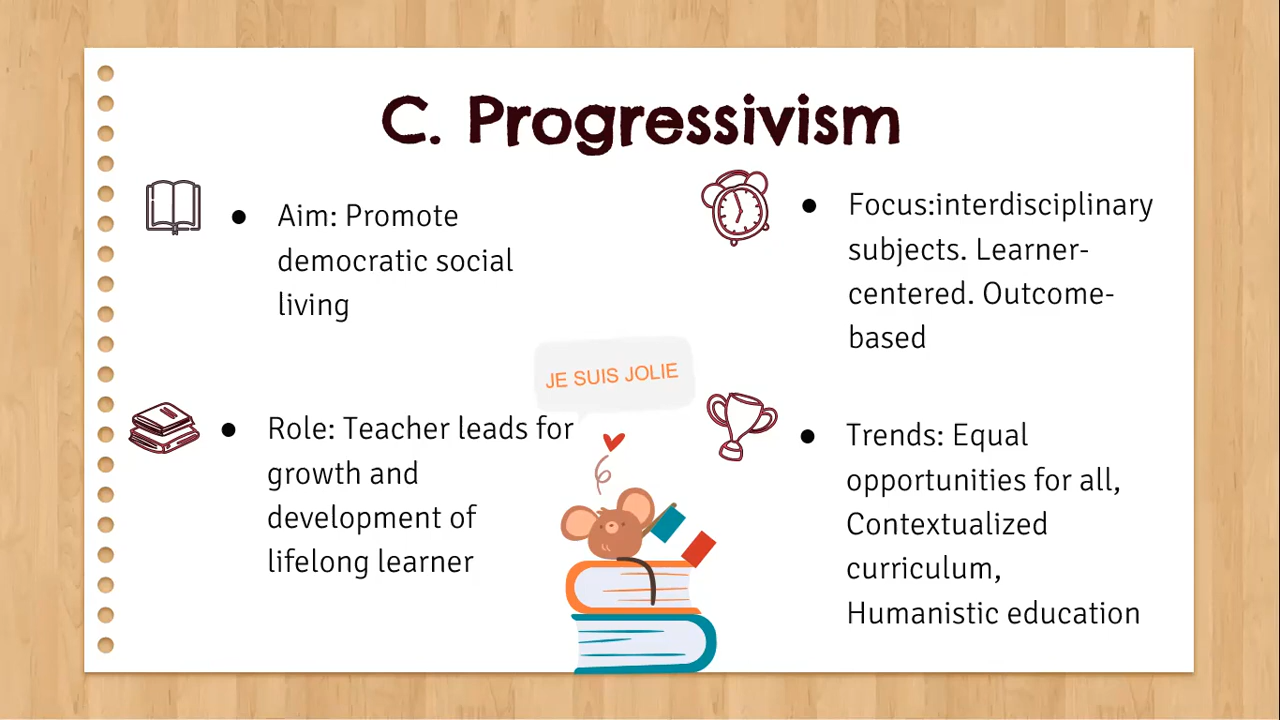 C. Progressivism
● Aim: Promote
democratic social
living
● Focus:interdisciplinary
subjects. Learner-
centered. Outcome-
based
JE SUIS JOLIE
● Role: Teacher leads for
growth and
development of
lifelong learner
● Trends: Equal
opportunities for all,
Contextualized
curriculum,
Humanistic education